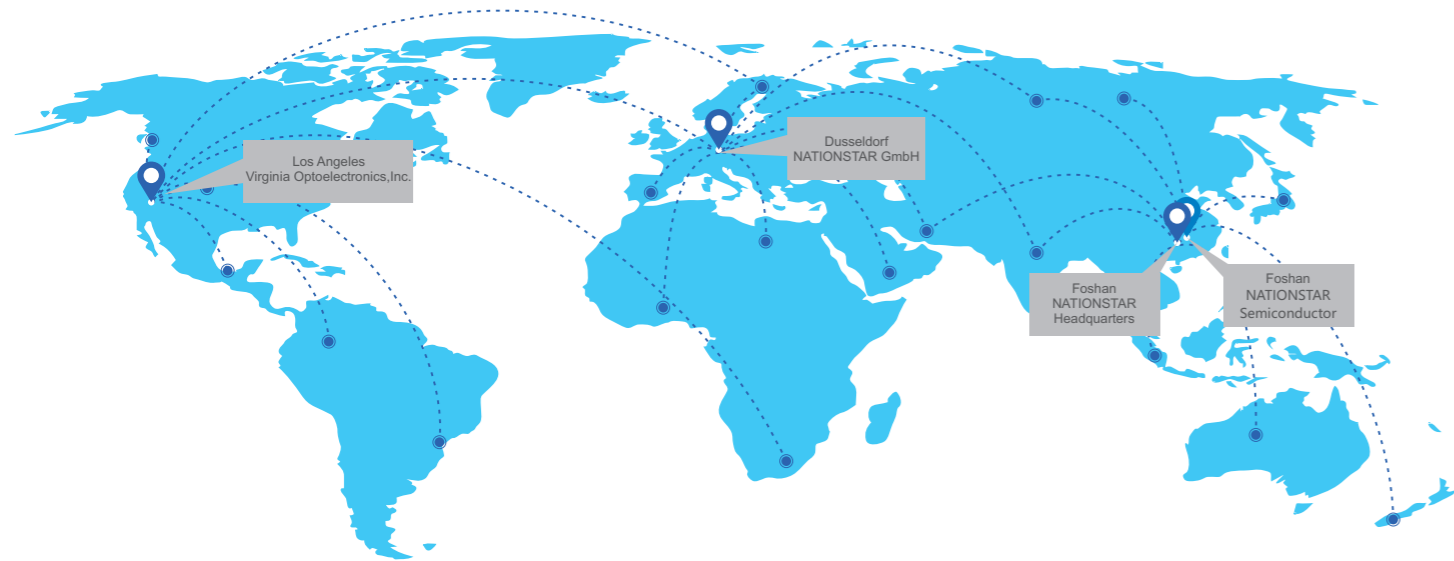 Los Angeles
Virginia Optoelectronics,Inc.
Dusseldorf
NATIONSTAR GmbH
Foshan
NATIONSTAR
Headquarters
Foshan
NATIONSTAR
Semiconductor